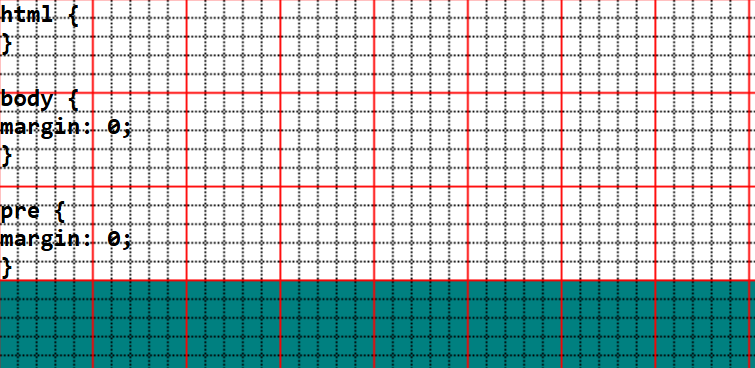 html {
}
body {
margin: 0;
}
pre {
margin: 0;
}